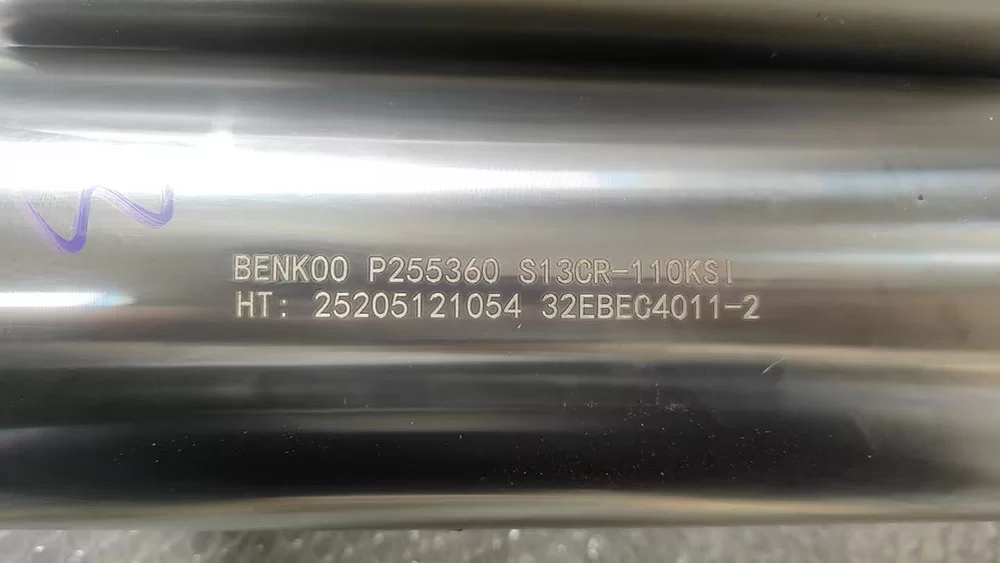 BENKOO P255360 S13CR-110KSI
HT: 25205121054 32EBEC4011-2